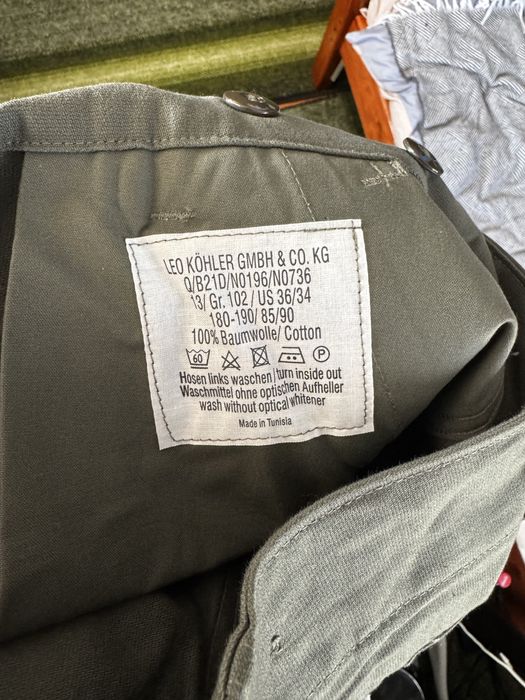 LEO KÖHLER GMBH & CO. KG
Q/B21D/N0196/N0736
13/ Gr. 102 / US 36/34
180-190/ 85/90
100% Baumwolle/ Cotton
60 P
Hosen links waschen / turn inside out
Waschmittel ohne optischen Aufheller
wash without optical whitener
Made in Tunisia